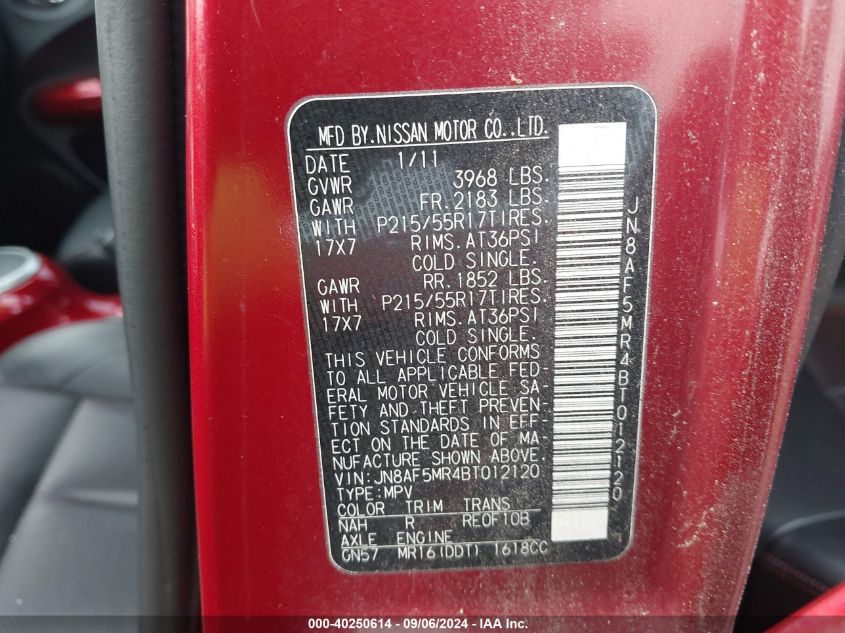 MFD BY.NISSAN MOTOR CO.,LTD.
DATE 1/11
GVWR 3968 LBS.
GAWR FR.2183 LBS.
WITH P215/55R17TIRES.
17X7 RIMS.AT36PSI
COLD SINGLE.
GAWR RR.1852 LBS.
WITH P215/55R17TIRES.
17X7 RIMS.AT36PSI
COLD SINGLE.
THIS VEHICLE CONFORMS
TO ALL APPLICABLE FED-
ERAL MOTOR VEHICLE SA-
FETY AND THEFT PREVEN-
TION STANDARDS IN EFF-
ECT ON THE DATE OF MA-
NUFACTURE SHOWN ABOVE.
VIN:JN8AF5MR4BT012120
TYPE:MPV
COLOR TRIM TRANS
NAH R RE0F10B
AXLE ENGINE
GN57 MR16(DDT) 1618CC
JN8AF5MR4BT012120
000-40250614 - 09/06/2024 - IAA Inc.